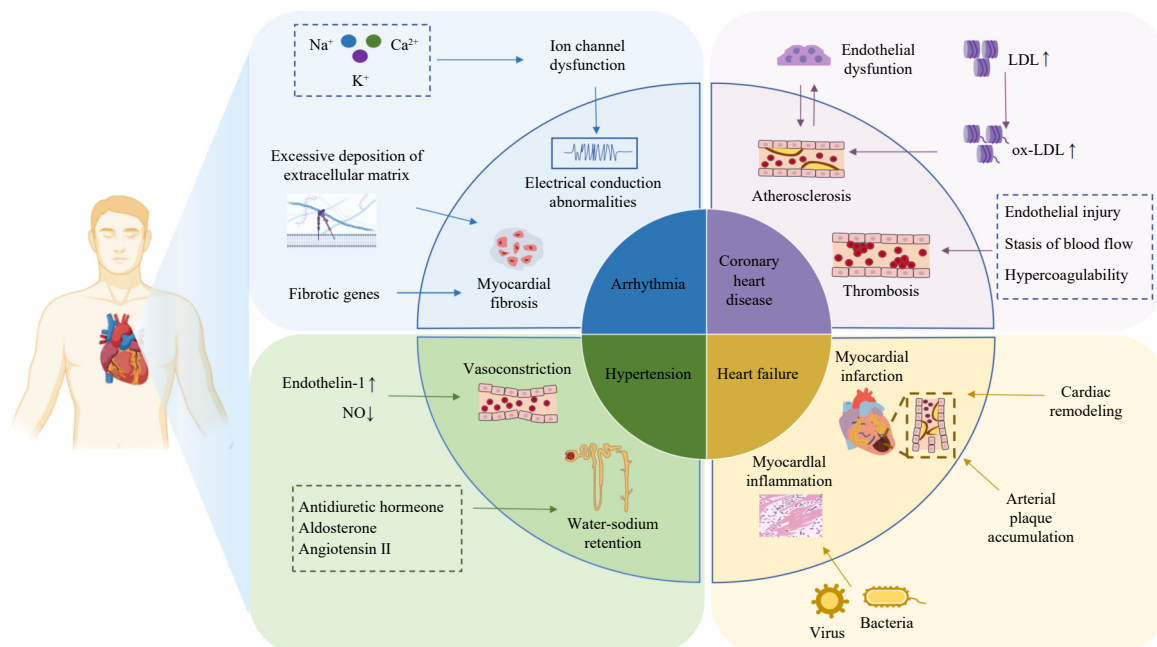 Na⁺
Ca²⁺
K⁺
Ion channel
dysfunction
Electrical conduction
abnormalities
Excessive deposition of
extracellular matrix
Fibrotic genes
Myocardial
fibrosis
Arrhythmia
Endothelial
dysfuntion
LDL ↑
ox-LDL ↑
Atherosclerosis
Endothelial injury
Stasis of blood flow
Hypercoagulability
Thrombosis
Coronary
heart
disease
Endothelin-1 ↑
NO↓
Vasoconstriction
Hypertension
Antidiuretic hormeone
Aldosterone
Angiotensin II
Water-sodium
retention
Heart failure
Myocardial
infarction
Cardiac
remodeling
Myocardlal
inflammation
Arterial
plaque
accumulation
Virus
Bacteria